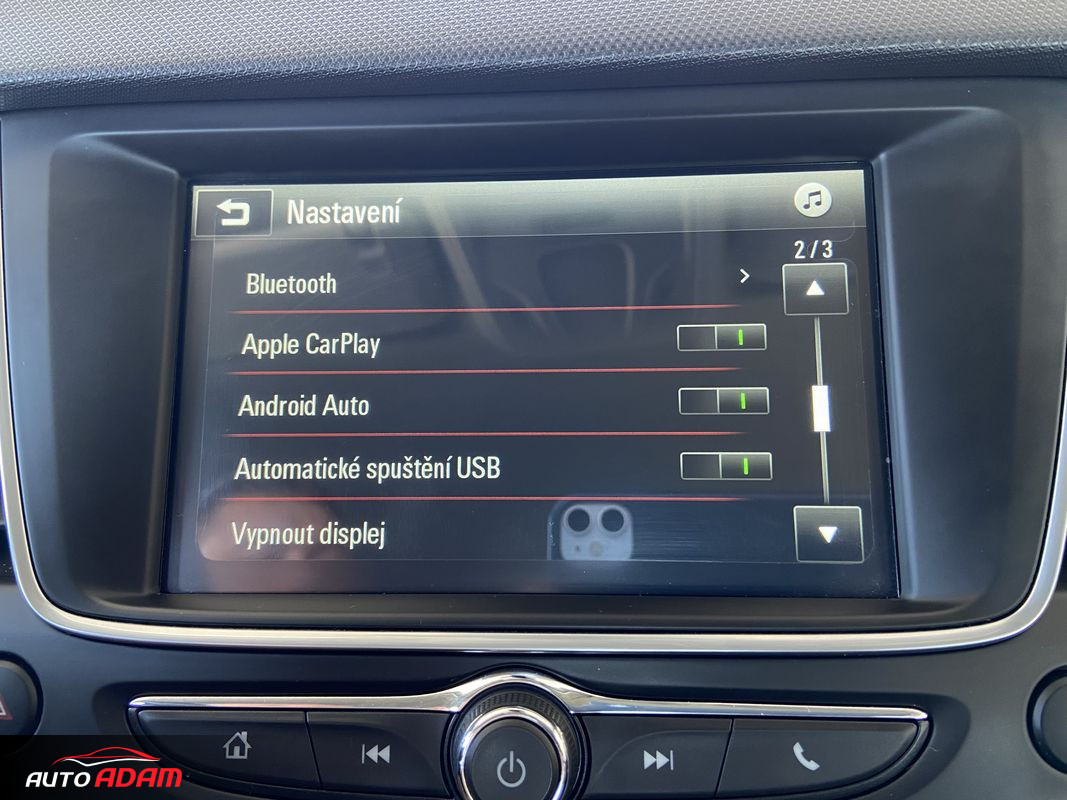 Nastavení
2/3
Bluetooth
Apple CarPlay
Android Auto
Automatické spuštění USB
Vypnout displej
AUTO ADAM